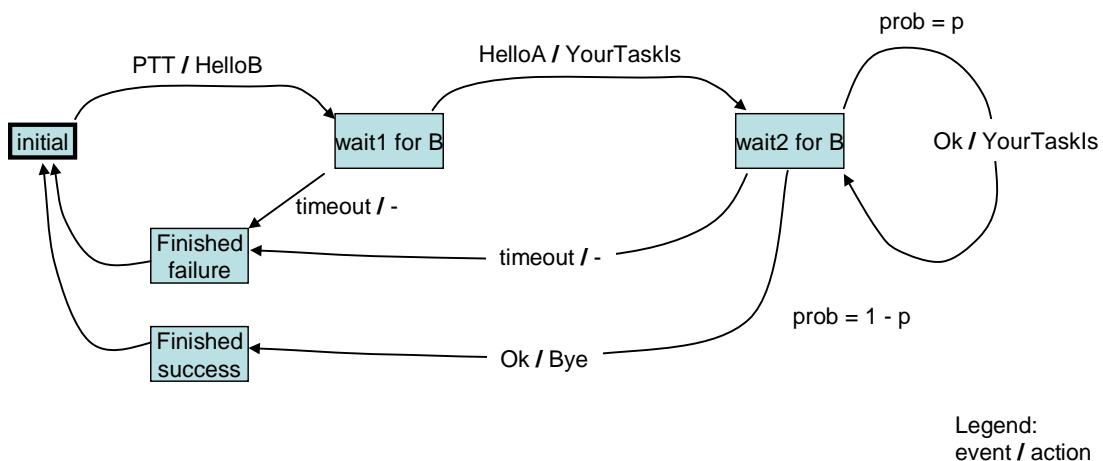 prob = p
HelloA / YourTaskIs
PTT / HelloB
initial
wait1 for B
wait2 for B
Ok / YourTaskIs
timeout / -
Finished
failure
timeout / -
prob = 1 - p
Finished
success
Ok / Bye
Legend:
event / action